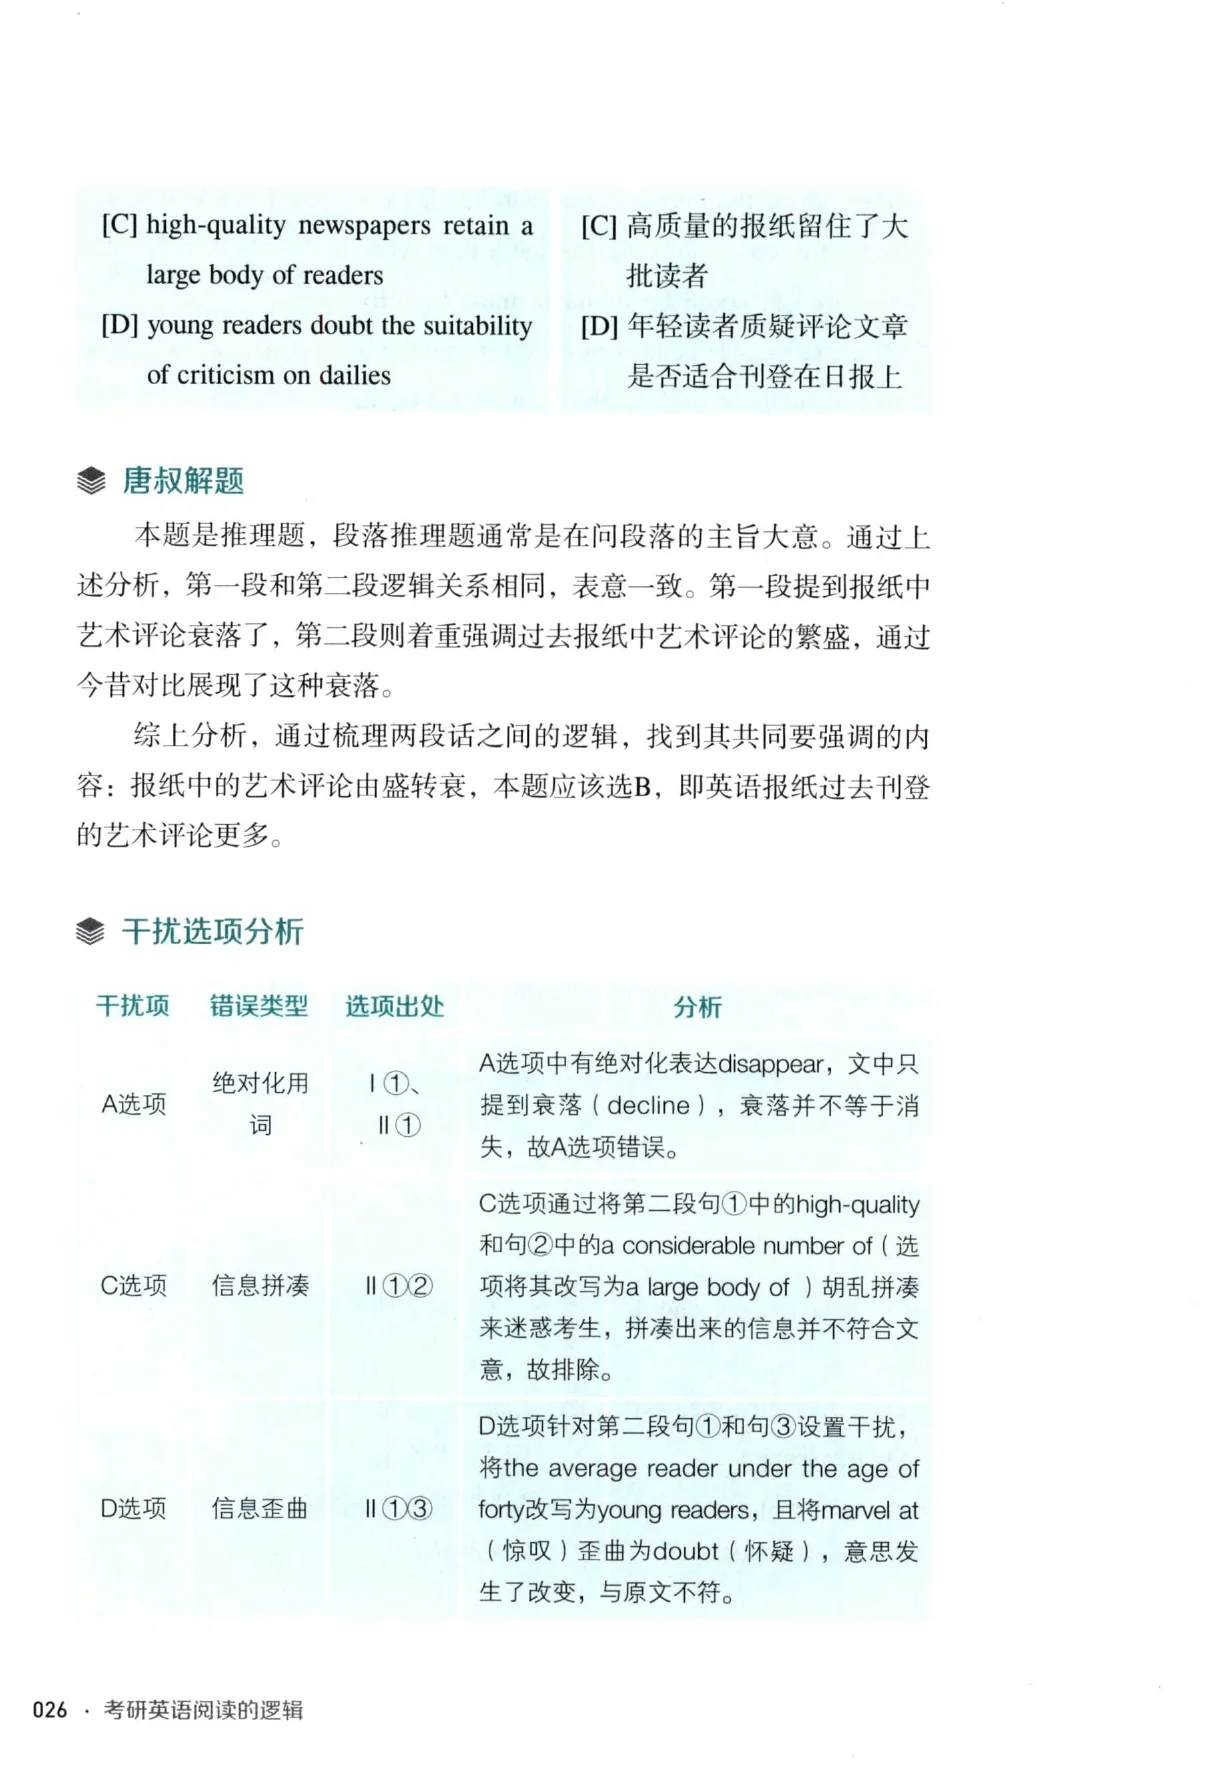 [C] high-quality newspapers retain a
large body of readers
[D] young readers doubt the suitability
of criticism on dailies
[C] 高质量的报纸留住了大
批读者
[D] 年轻读者质疑评论文章
是否适合刊登在日报上
唐叔解题
本题是推理题，段落推理题通常是在问段落的主旨大意。通过上
述分析，第一段和第二段逻辑关系相同，表意一致。第一段提到报纸中
艺术评论衰落了，第二段则着重强调过去报纸中艺术评论的繁盛，通过
今昔对比展现了这种衰落。
综上分析，通过梳理两段话之间的逻辑，找到其共同要强调的内
容：报纸中的艺术评论由盛转衰，本题应该选B，即英语报纸过去刊登
的艺术评论更多。
干扰选项分析
干扰项 错误类型 选项出处 分析
A选项
绝对化用
词
Ⅰ①、
Ⅱ①
A选项中有绝对化表达disappear，文中只
提到衰落（decline），衰落并不等于消
失，故A选项错误。
C选项
信息拼凑
Ⅱ①②
C选项通过将第二段句①中的high-quality
和句②中的a considerable number of（选
项将其改写为a large body of ）胡乱拼凑
来迷惑考生，拼凑出来的信息并不符合文
意，故排除。
D选项
信息歪曲
Ⅱ①③
D选项针对第二段句①和句③设置干扰，
将the average reader under the age of
forty改写为young readers，且将marvel at
（惊叹）歪曲为doubt（怀疑），意思发
生了改变，与原文不符。
026 · 考研英语阅读的逻辑